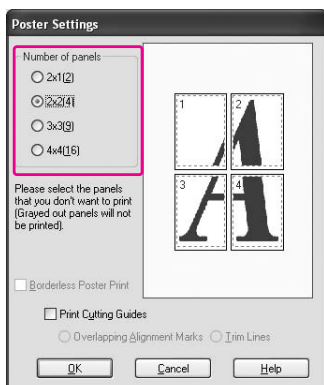 Poster Settings
Number of panels
2x1(2)
2x2(4)
3x3(9)
4x4(16)
1 2
3 4
Please select the panels
that you don't want to print
(Grayed out panels will not
be printed).
Borderless Poster Print
Print Cutting Guides
Overlapping Alignment Marks Trim Lines
OK Cancel Help